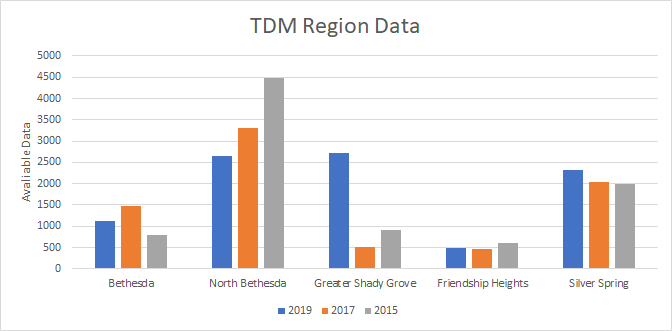 TDM Region Data
Avaliable Data
5000
4500
4000
3500
3000
2500
2000
1500
1000
500
0
Bethesda North Bethesda Greater Shady Grove Friendship Heights Silver Spring
2019 2017 2015